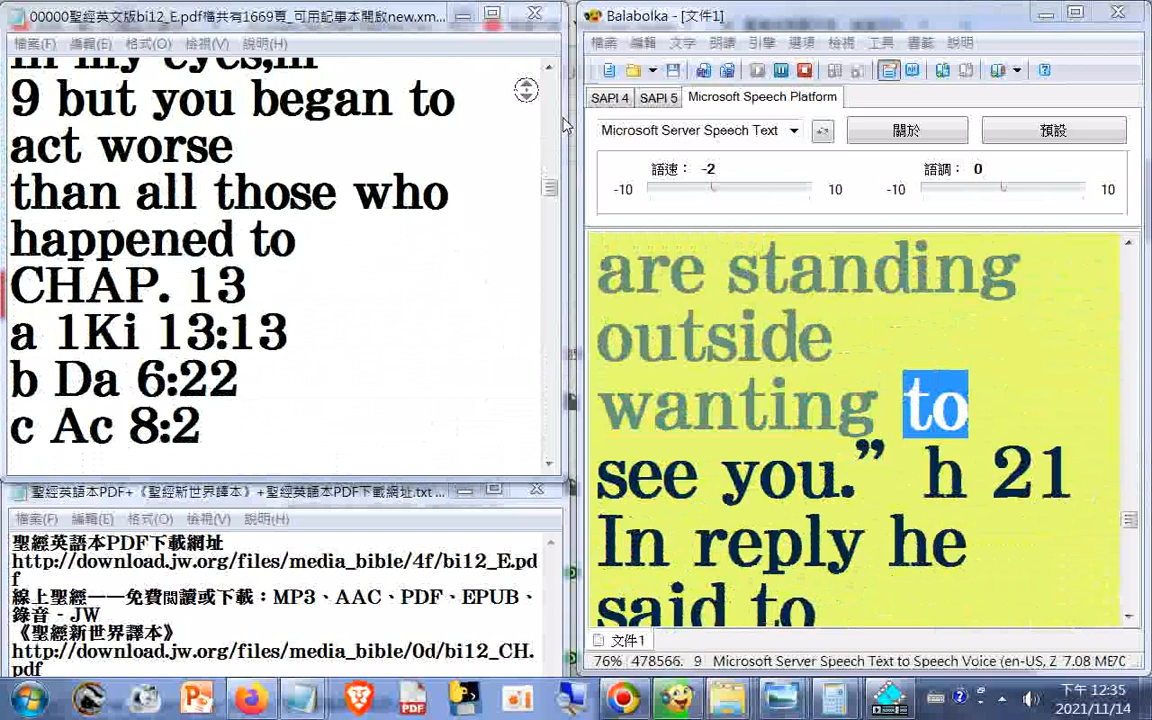 00000聖經英文版bi12_E.pdf檔共有1669頁_可用記事本開啟new.xm...
檔案(F) 編輯(E) 格式(O) 檢視(V) 說明(H)
in my eyes,m
9 but you began to
act worse
than all those who
happened to
CHAP. 13
a 1Ki 13:13
b Da 6:22
c Ac 8:2
聖經英語本PDF+《聖經新世界譯本》+聖經英語本PDF下載網址.txt ...
檔案(F) 編輯(E) 格式(O) 檢視(V) 說明(H)
聖經英語本PDF下載網址
http://download.jw.org/files/media_bible/4f/bi12_E.pd
f
線上聖經——免費閱讀或下載：MP3、AAC、PDF、EPUB、
錄音 - JW
《聖經新世界譯本》
http://download.jw.org/files/media_bible/0d/bi12_CH.
pdf
Balabolka - [文件1]
檔案 編輯 文字 朗讀 引擎 選項 檢視 工具 書籤 說明
SAPI 4 SAPI 5 Microsoft Speech Platform
Microsoft Server Speech Text 關於 預設
語速： -2 語調： 0
-10 10 -10 10
are standing
outside
wanting to
see you.” h 21
In reply he
said to
文件1
76% 478566. 9 Microsoft Server Speech Text to Speech Voice (en-US, Z 7.08 ME
下午 12:35
2021/11/14